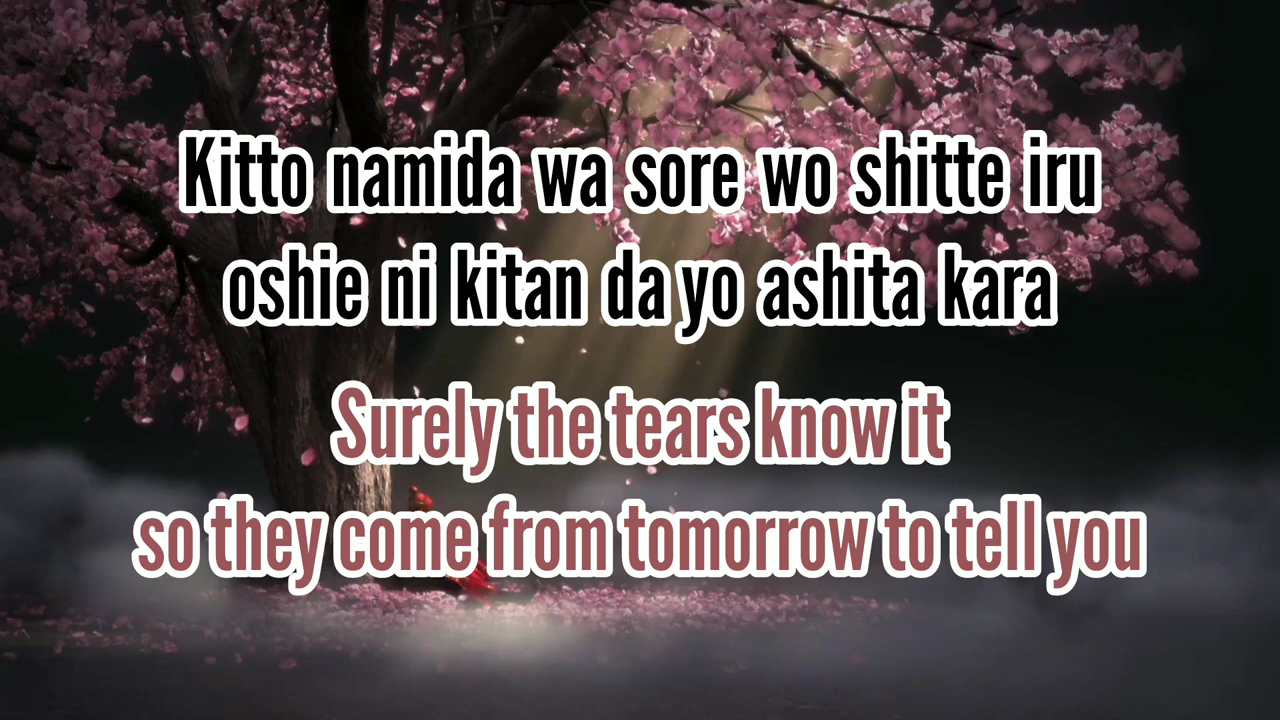 Kitto namida wa sore wo shitte iru
oshie ni kitan da yo ashita kara
Surely the tears know it
so they come from tomorrow to tell you